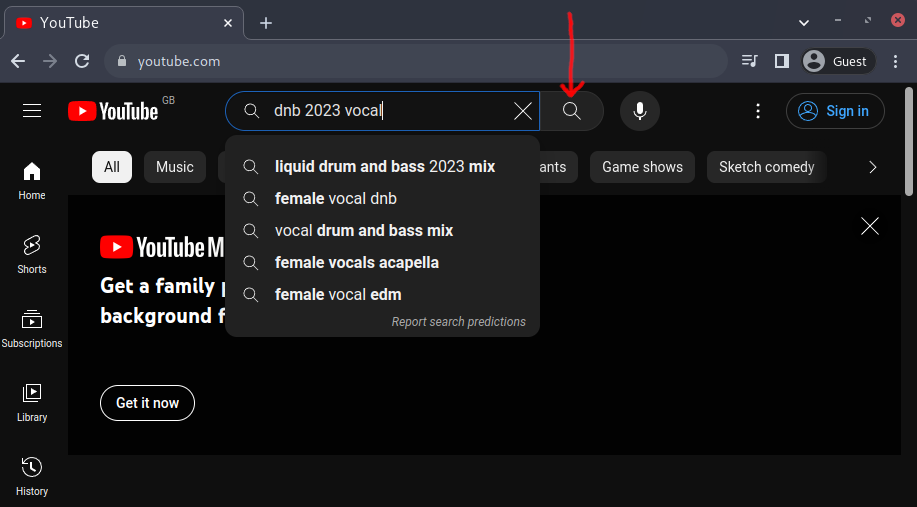 YouTube
youtube.com
Guest
YouTube GB
dnb 2023 vocal
Sign in
All
Music
ants
Game shows
Sketch comedy
liquid drum and bass 2023 mix
female vocal dnb
vocal drum and bass mix
female vocals acapella
female vocal edm
Report search predictions
Home
Shorts
Subscriptions
Library
History
YouTube M
Get a family p
background f
Get it now